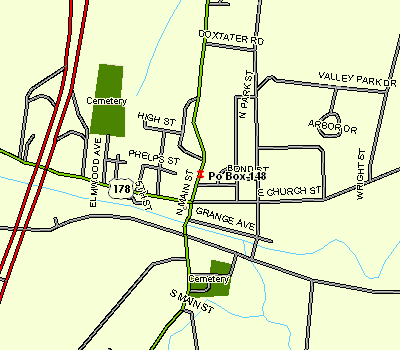 DOXTATER RD
VALLEY PARK DR
N PARK ST
Cemetery
HIGH ST
ARBOR DR
ELMWOOD AVE
PHELPS ST
BOND ST
Po Box 148
WRIGHT ST
178
N MAIN ST
E CHURCH ST
GRANGE AVE
Cemetery
S MAIN ST